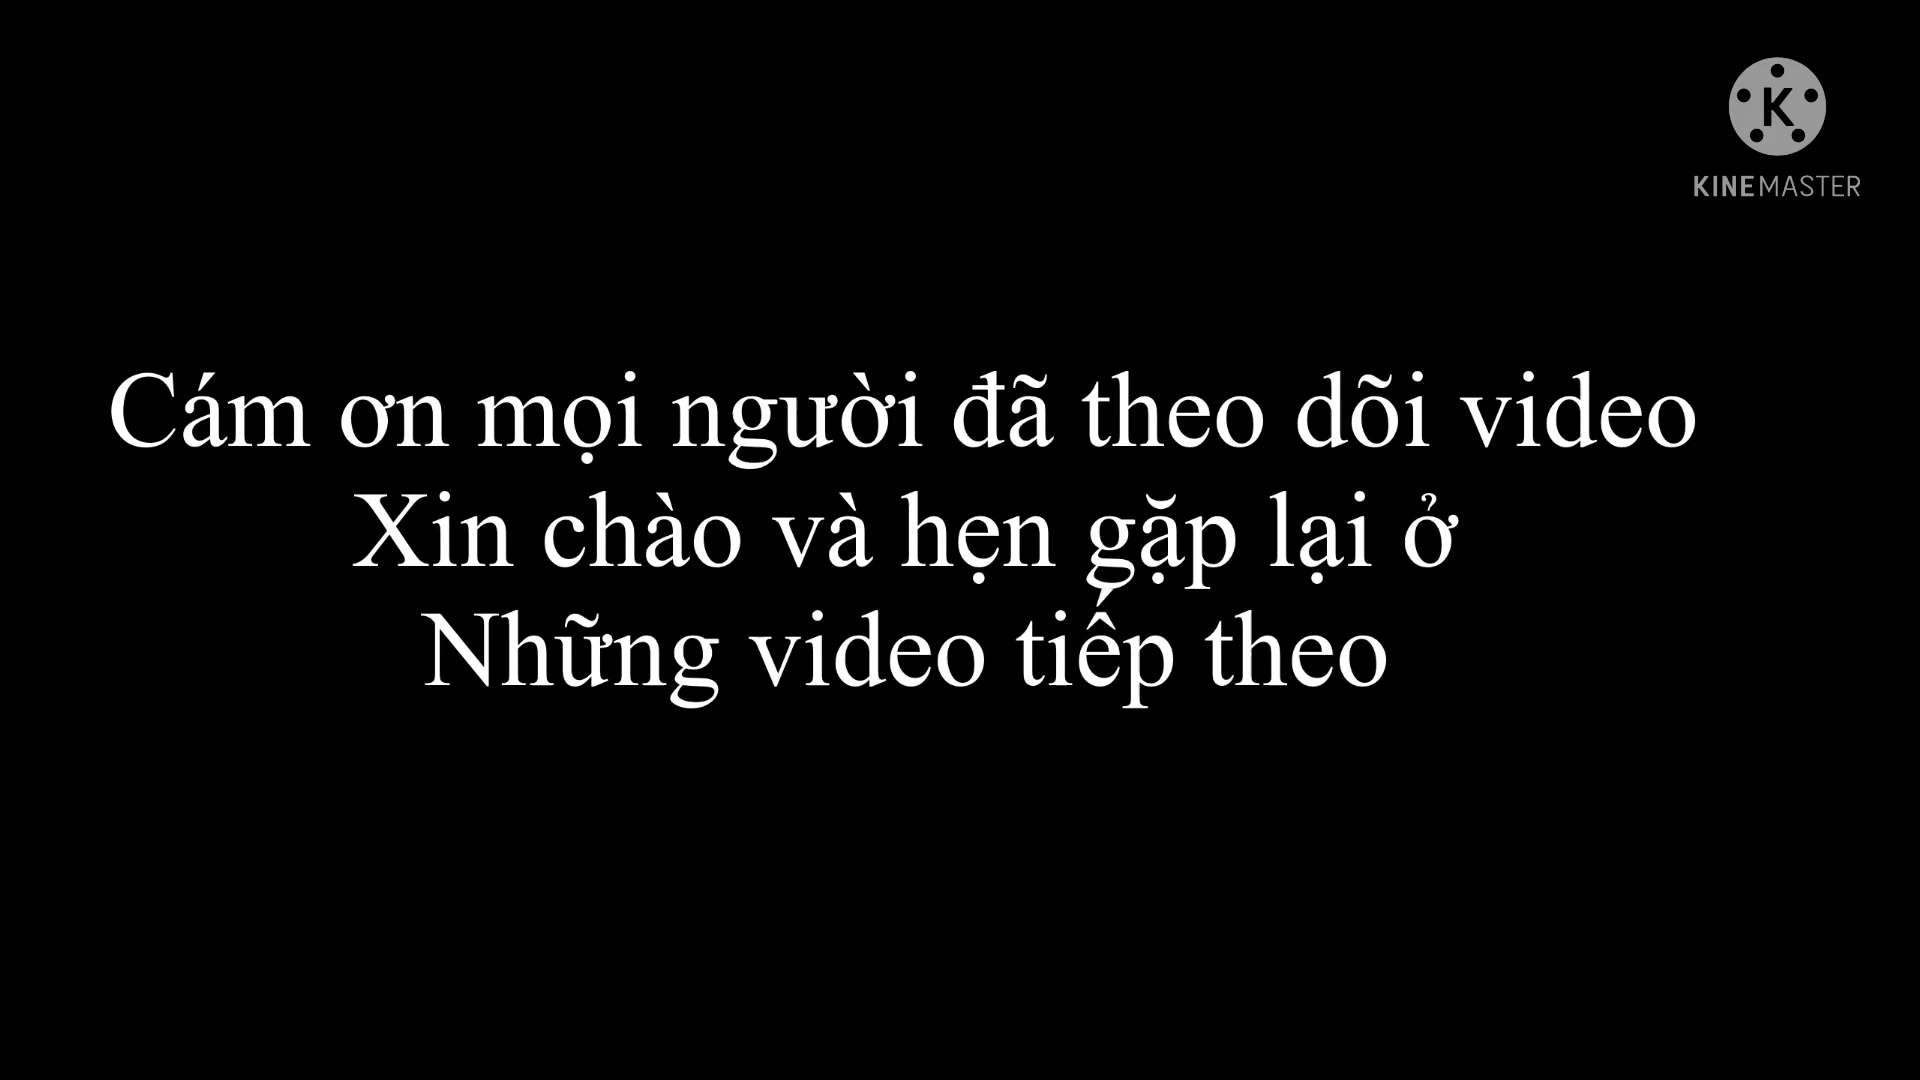 K
KINEMASTER
Cám ơn mọi người đã theo dõi video
Xin chào và hẹn gặp lại ở
Những video tiếp theo